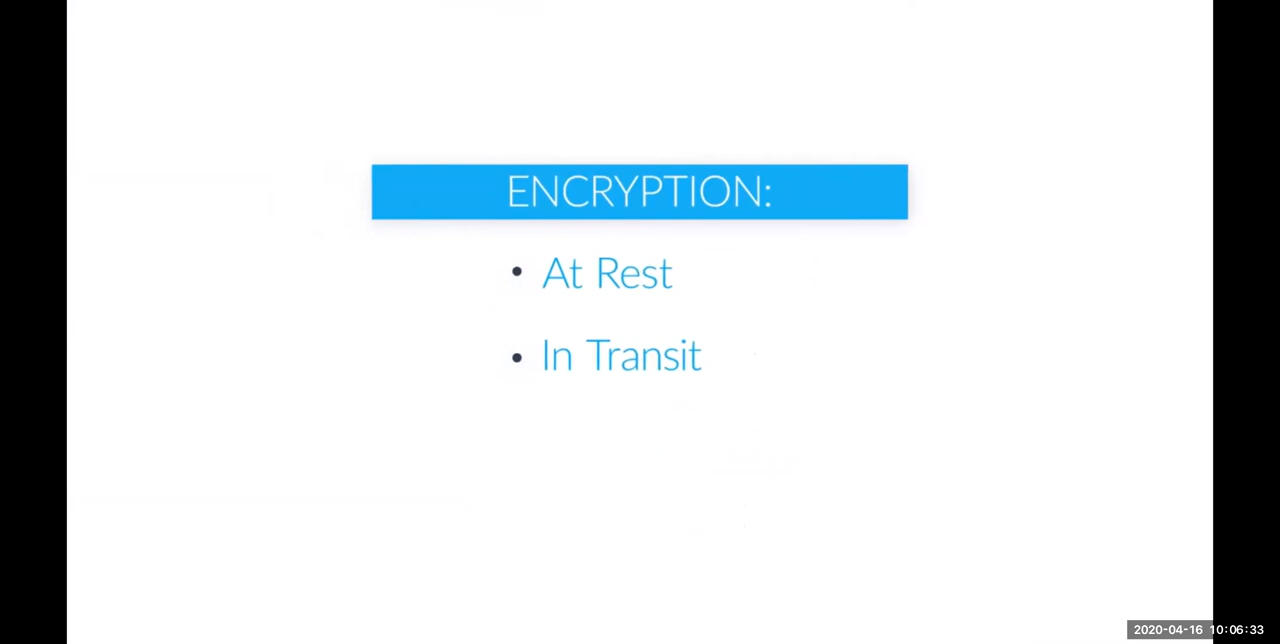 ENCRYPTION:
• At Rest
• In Transit
2020-04-16 10:06:33